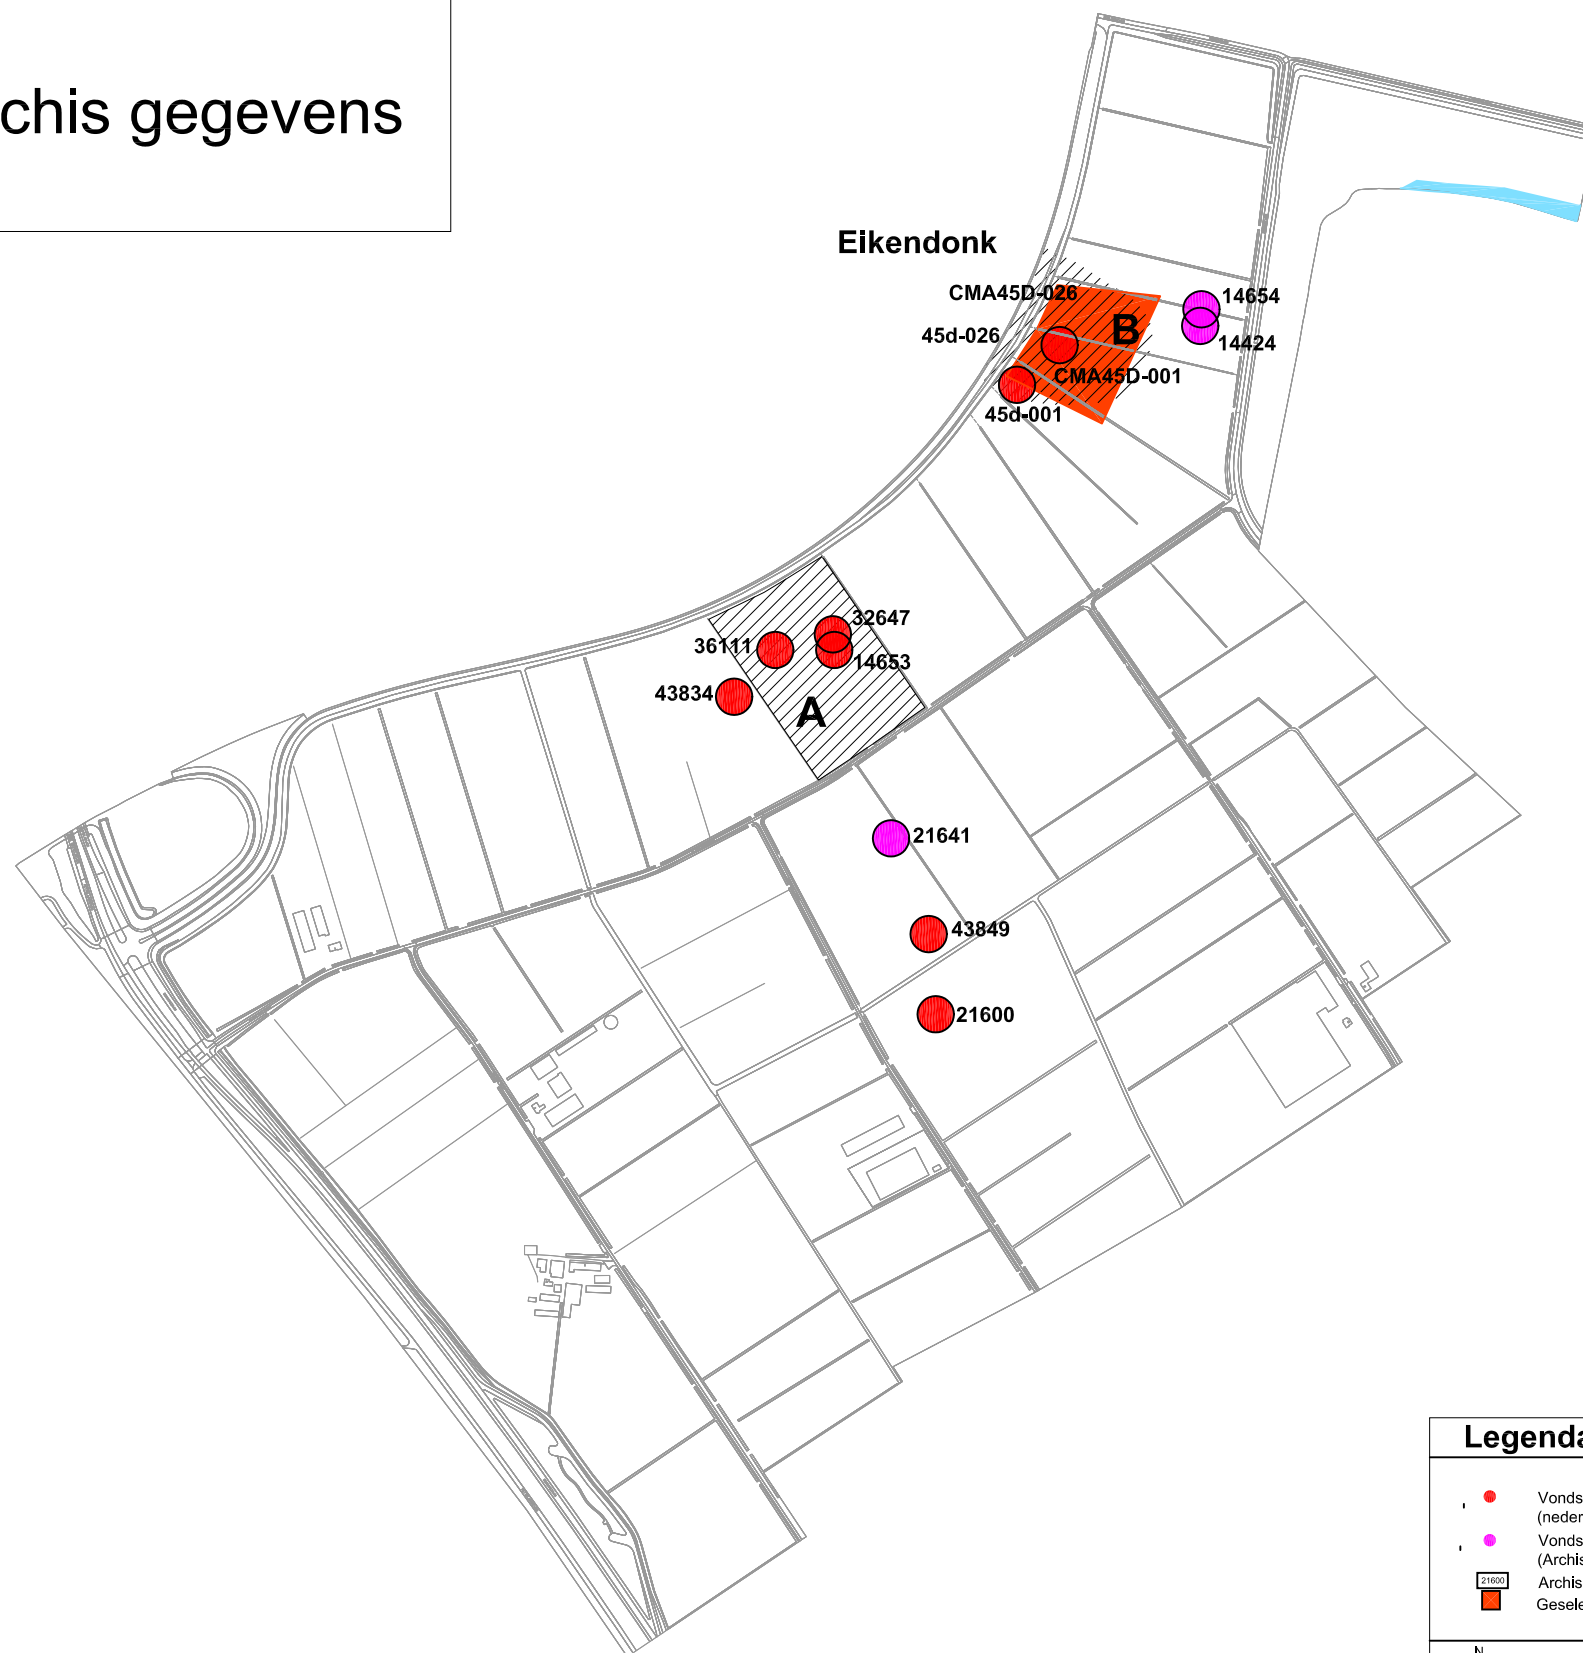 chis gegevens
Eikendonk
CMA45D-026
14654
B
45d-026
14424
CMA45D-001
45d-001
32647
36111
14653
43834
A
21641
43849
21600
Legenda
Vonds
(neder
Vonds
(Archis
21600
Archis
Gesele
N